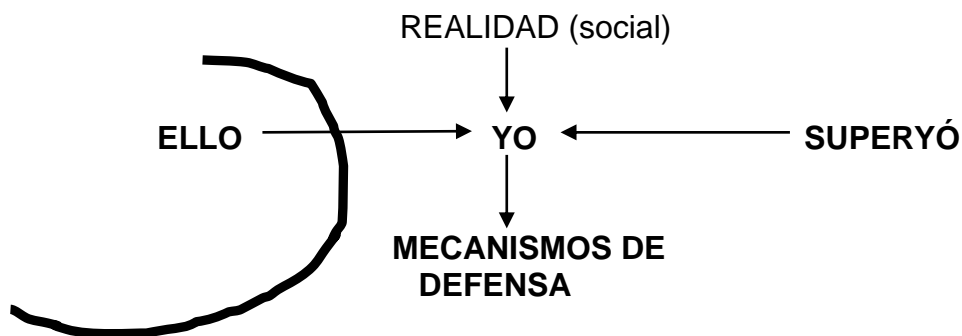 REALIDAD (social)
ELLO YO SUPERYÓ
MECANISMOS DE
DEFENSA